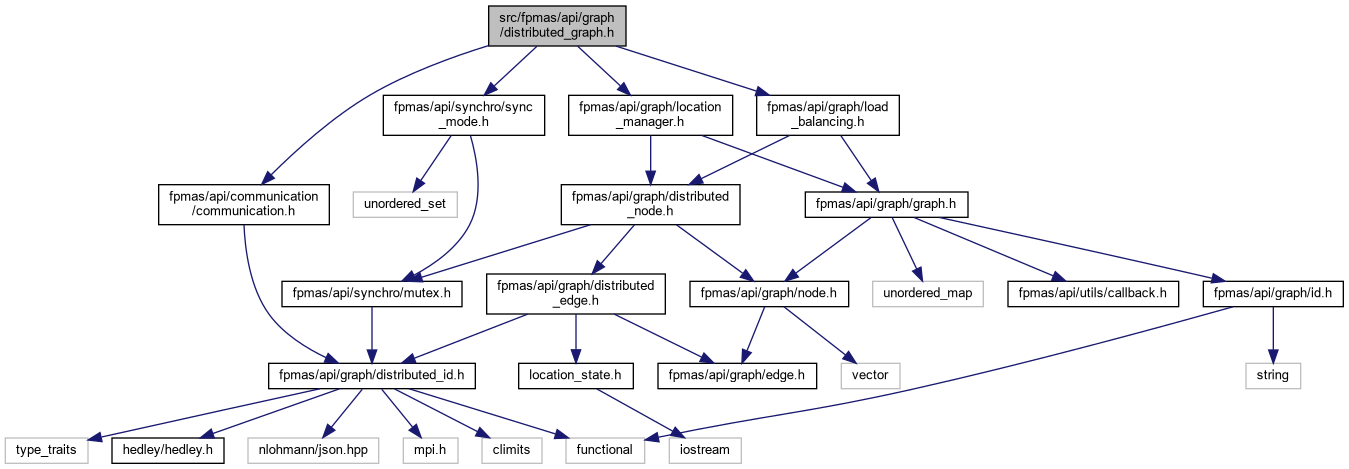 src/fpmas/api/graph
/distributed_graph.h
fpmas/api/synchro/sync
_mode.h
fpmas/api/graph/location
_manager.h
fpmas/api/graph/load
_balancing.h
fpmas/api/communication
/communication.h
unordered_set
fpmas/api/graph/distributed
_node.h
fpmas/api/graph/graph.h
fpmas/api/synchro/mutex.h
fpmas/api/graph/distributed
_edge.h
fpmas/api/graph/node.h
unordered_map
fpmas/api/utils/callback.h
fpmas/api/graph/id.h
fpmas/api/graph/distributed_id.h
location_state.h
fpmas/api/graph/edge.h
vector
string
type_traits
hedley/hedley.h
nlohmann/json.hpp
mpi.h
climits
functional
iostream